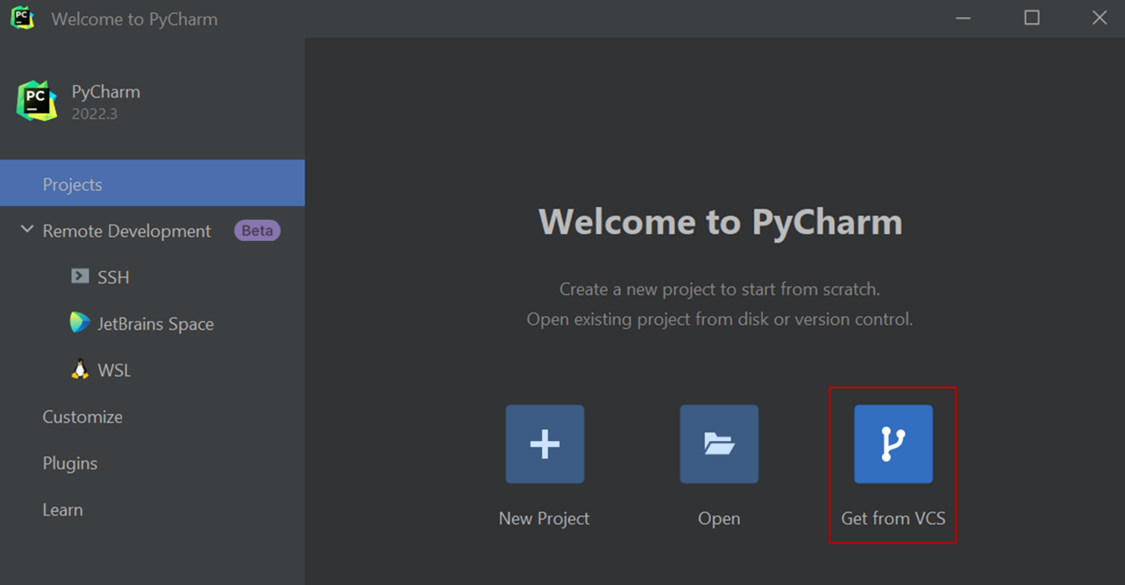 PC Welcome to PyCharm
PC PyCharm
2022.3
Projects
Remote Development Beta
SSH
JetBrains Space
WSL
Customize
Plugins
Learn
Welcome to PyCharm
Create a new project to start from scratch.
Open existing project from disk or version control.
New Project Open Get from VCS